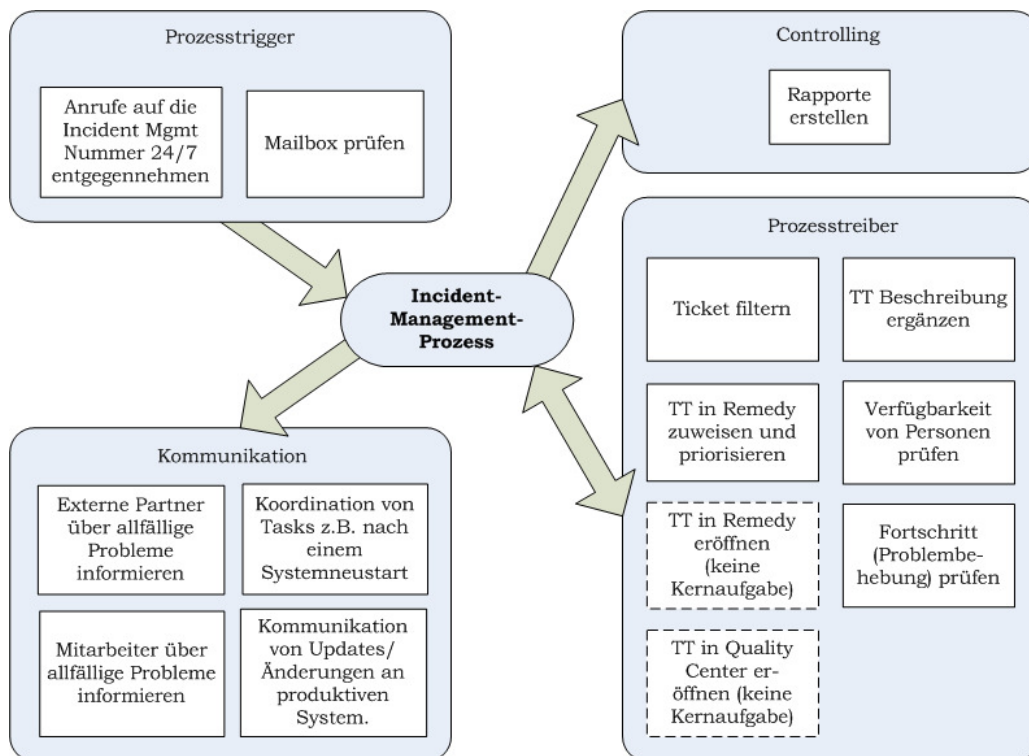 Prozesstrigger
Anrufe auf die
Incident Mgmt
Nummer 24/7
entgegennehmen
Mailbox prüfen
Controlling
Rapporte
erstellen
Incident-
Management-
Prozess
Prozesstreiber
Ticket filtern
TT Beschreibung
ergänzen
TT in Remedy
zuweisen und
priorisieren
Verfügbarkeit
von Personen
prüfen
TT in Remedy
eröffnen
(keine
Kernaufgabe)
Fortschritt
(Problembe-
hebung) prüfen
TT in Quality
Center er-
öffnen (keine
Kernaufgabe)
Kommunikation
Externe Partner
über allfällige
Probleme
informieren
Koordination von
Tasks z.B. nach
einem
Systemneustart
Mitarbeiter über
allfällige Probleme
informieren
Kommunikation
von Updates/
Änderungen an
produktiven
System.